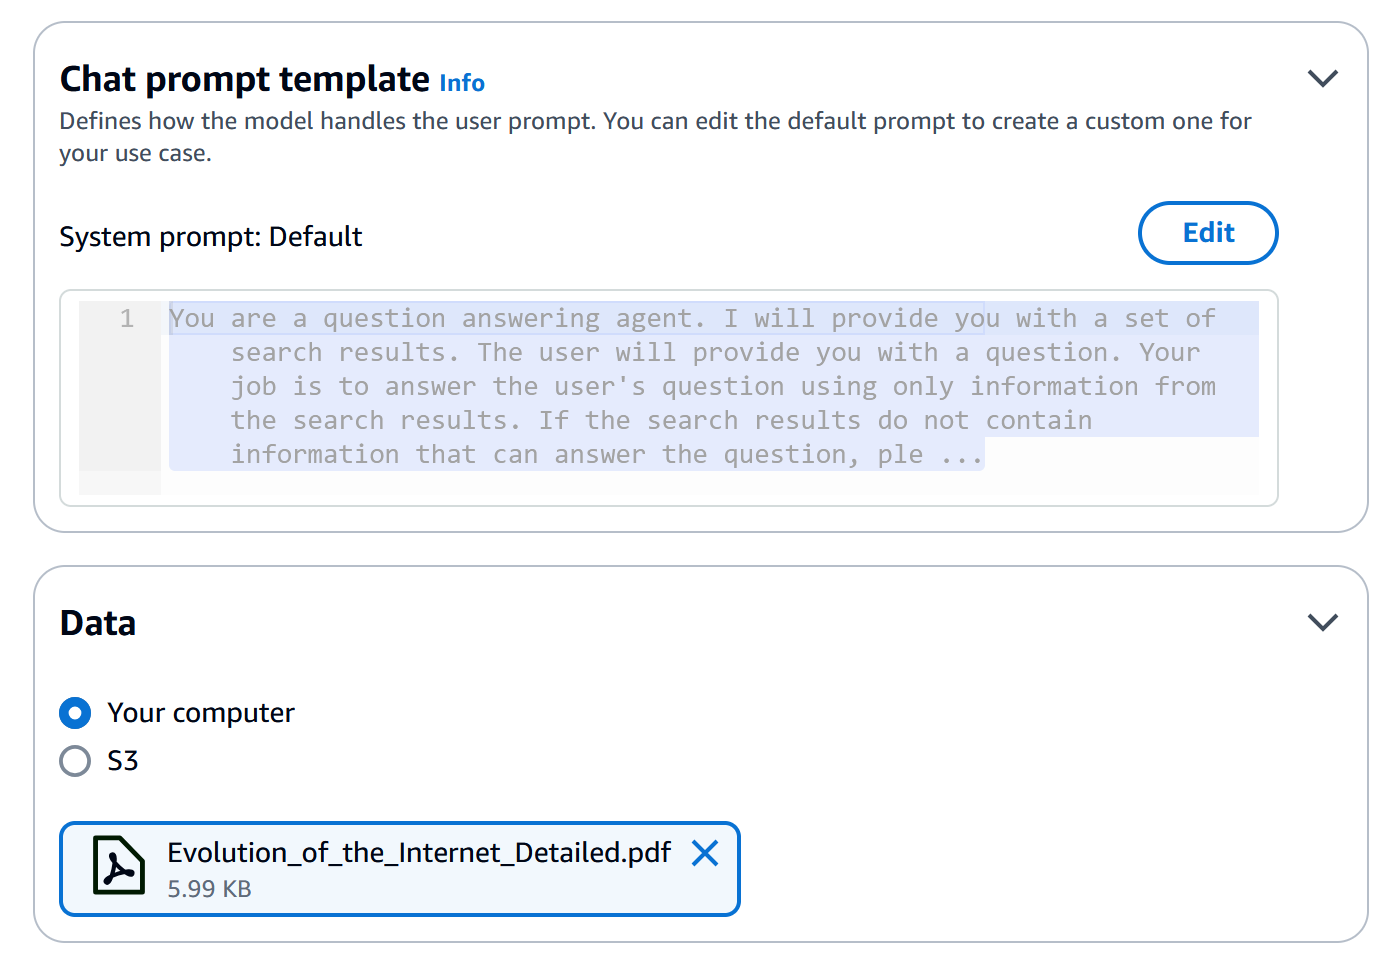 Chat prompt template Info
Defines how the model handles the user prompt. You can edit the default prompt to create a custom one for
your use case.
System prompt: Default
Edit
1 You are a question answering agent. I will provide you with a set of
search results. The user will provide you with a question. Your
job is to answer the user's question using only information from
the search results. If the search results do not contain
information that can answer the question, ple ...
Data
Your computer
S3
Evolution_of_the_Internet_Detailed.pdf
5.99 KB